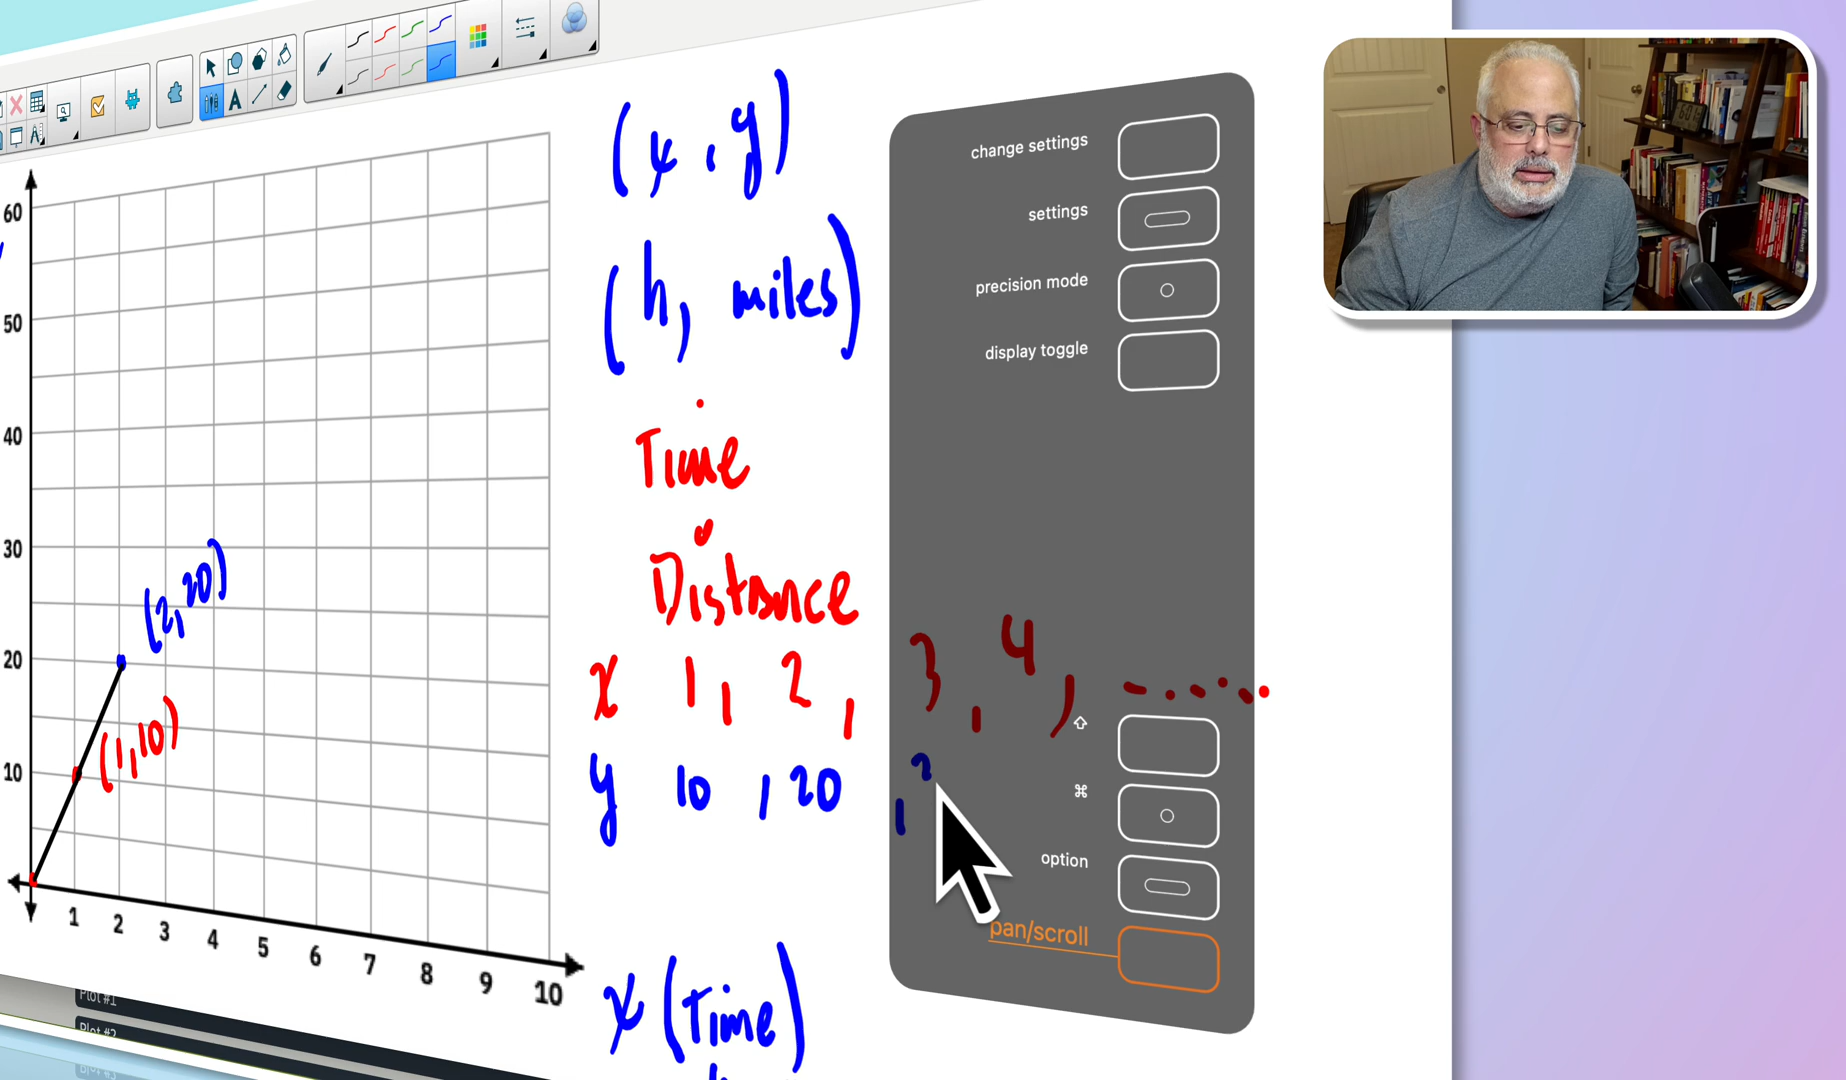 (x, y)
(h, miles)
Time
Distance
x 1, 2, 3, 4, ......
y 10, 20,
x (Time)
60
50
40
30
20
10
(2, 20)
(1, 10)
1 2 3 4 5 6 7 8 9 10
Plot #1
Plot #2
change settings
settings
precision mode
display toggle
⇧
⌘
option
pan/scroll